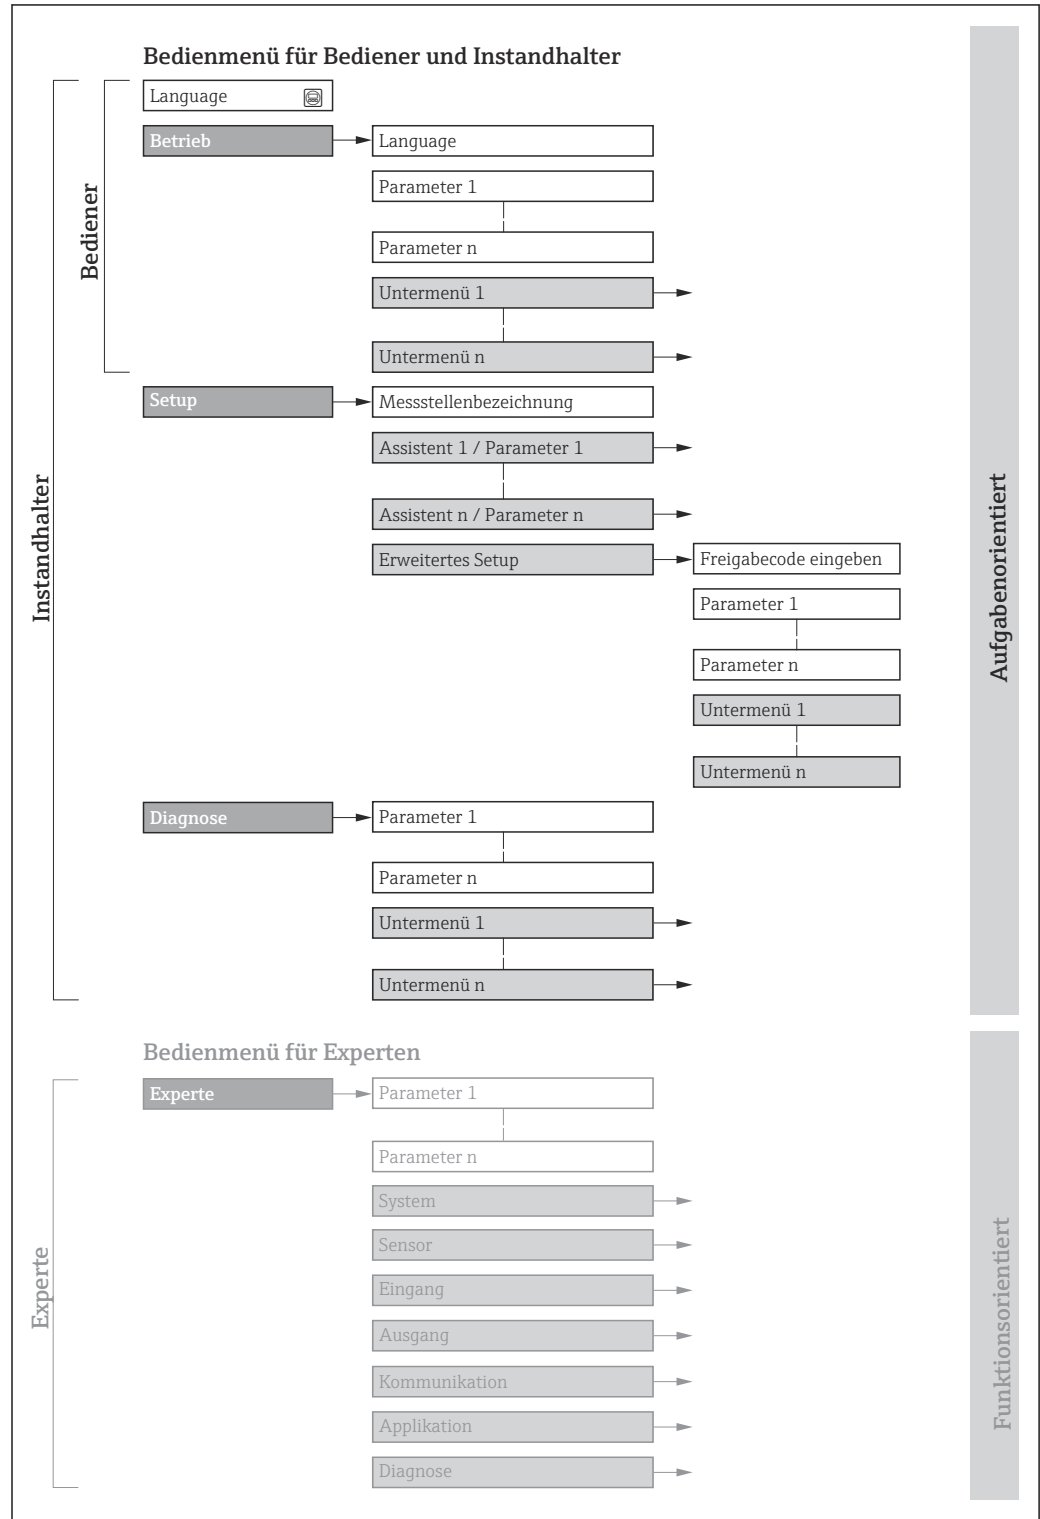 Bedienmenü für Bediener und Instandhalter
Language
Betrieb
Language
Parameter 1
Parameter n
Untermenü 1
Untermenü n
Bediener
Setup
Messstellenbezeichnung
Assistent 1 / Parameter 1
Assistent n / Parameter n
Erweitertes Setup
Freigabecode eingeben
Parameter 1
Parameter n
Untermenü 1
Untermenü n
Instandhalter
Aufgabenorientiert
Diagnose
Parameter 1
Parameter n
Untermenü 1
Untermenü n
Bedienmenü für Experten
Experte
Parameter 1
Parameter n
System
Sensor
Eingang
Ausgang
Kommunikation
Applikation
Diagnose
Experte
Funktionsorientiert